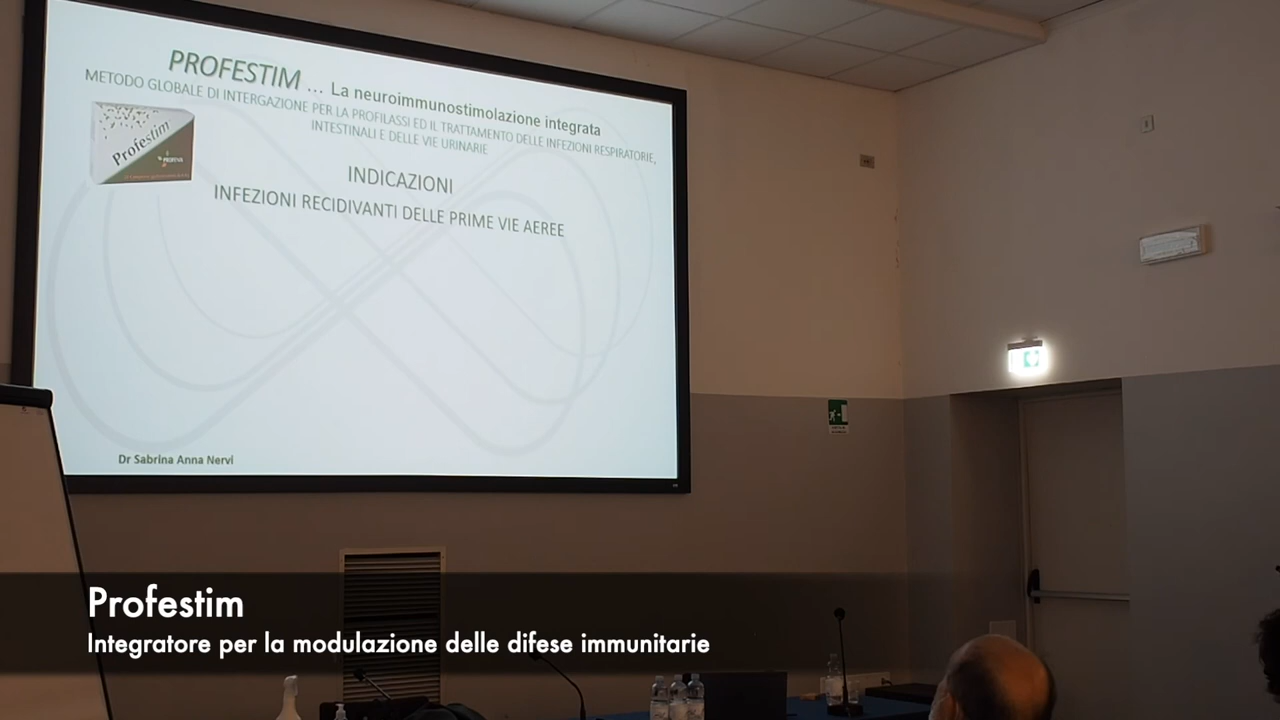 PROFESTIM ... La neuroimmunostimolazione integrata
METODO GLOBALE DI INTERGAZIONE PER LA PROFILASSI ED IL TRATTAMENTO DELLE INFEZIONI RESPIRATORIE,
INTESTINALI E DELLE VIE URINARIE
Profestim
INDICAZIONI
INFEZIONI RECIDIVANTI DELLE PRIME VIE AEREE
Dr Sabrina Anna Nervi
Profestim
Integratore per la modulazione delle difese immunitarie